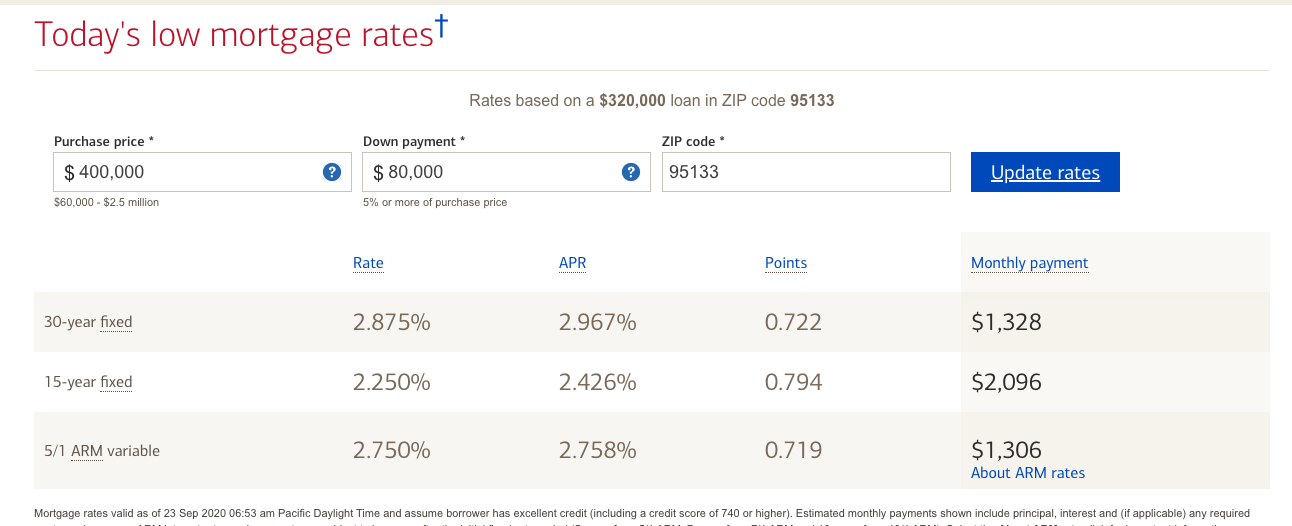 Today's low mortgage rates†
Rates based on a $320,000 loan in ZIP code 95133
Purchase price * Down payment * ZIP code *
$ 400,000 ? $ 80,000 ? 95133 Update rates
$60,000 - $2.5 million 5% or more of purchase price
Rate APR Points Monthly payment
30-year fixed 2.875% 2.967% 0.722 $1,328
15-year fixed 2.250% 2.426% 0.794 $2,096
5/1 ARM variable 2.750% 2.758% 0.719 $1,306
About ARM rates
Mortgage rates valid as of 23 Sep 2020 06:53 am Pacific Daylight Time and assume borrower has excellent credit (including a credit score of 740 or higher). Estimated monthly payments shown include principal, interest and (if applicable) any required